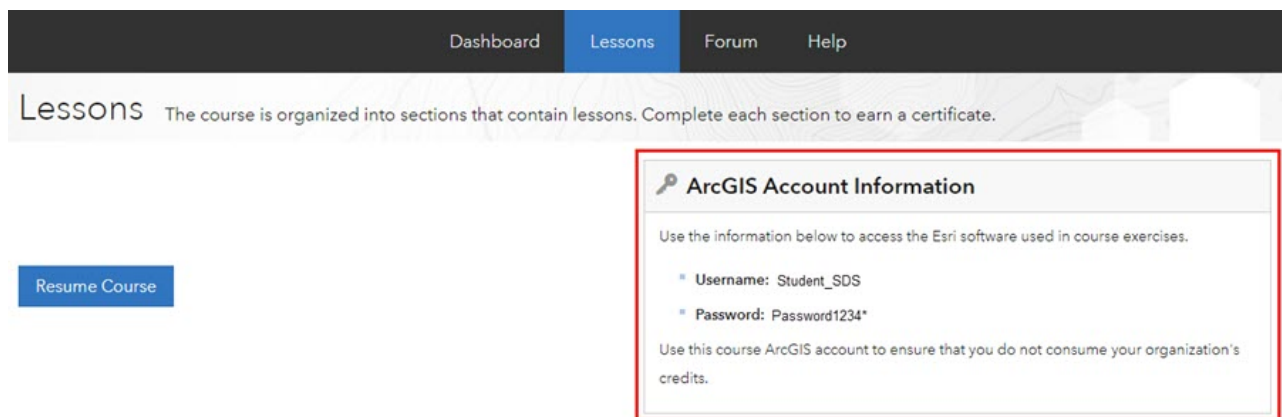 Dashboard Lessons Forum Help
Lessons The course is organized into sections that contain lessons. Complete each section to earn a certificate.
ArcGIS Account Information
Use the information below to access the Esri software used in course exercises.
Resume Course
Username: Student_SDS
Password: Password1234*
Use this course ArcGIS account to ensure that you do not consume your organization's
credits.